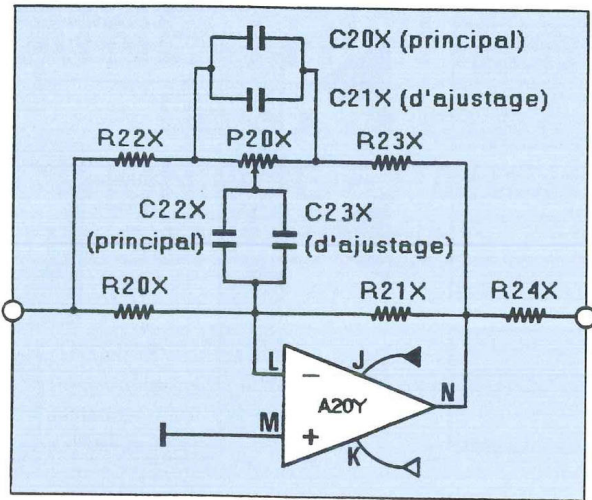 C20X (principal)
C21X (d'ajustage)
R22X P20X R23X
C22X
(principal)
C23X
(d'ajustage)
R20X R21X R24X
L J N
A20Y
M K
− +